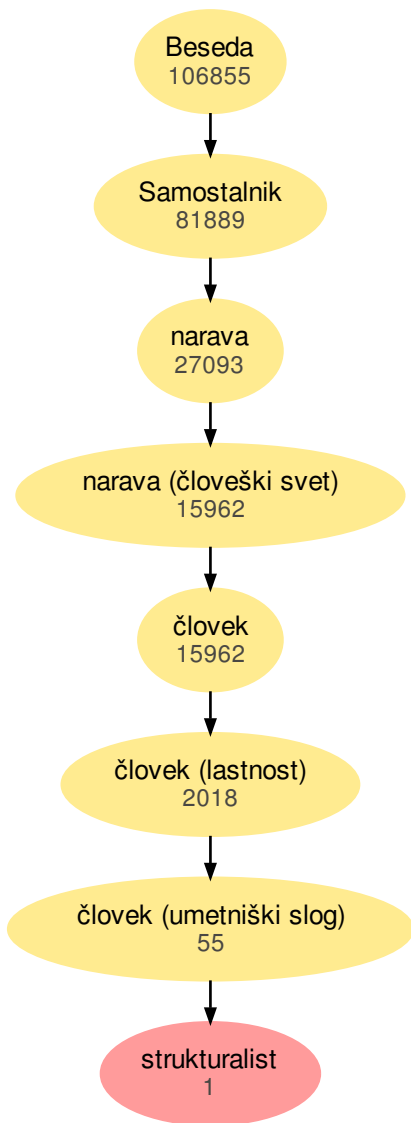 Beseda
106855
Samostalnik
81889
narava
27093
narava (človeški svet)
15962
človek
15962
človek (lastnost)
2018
človek (umetniški slog)
55
strukturalist
1